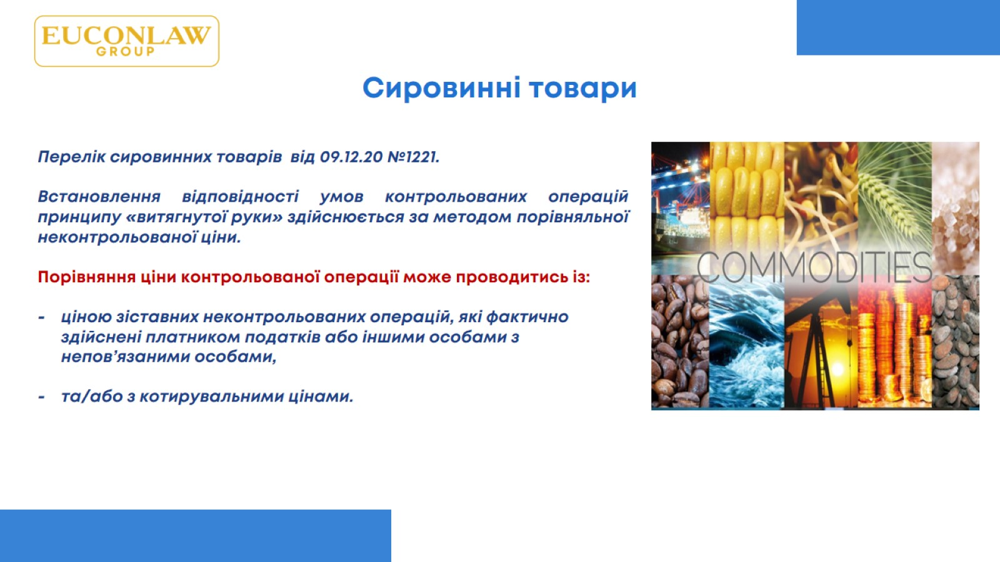 EUCONLAW
GROUP
Сировинні товари
Перелік сировинних товарів від 09.12.20 №1221.
Встановлення відповідності умов контрольованих операцій
принципу «витягнутої руки» здійснюється за методом порівняльної
неконтрольованої ціни.
Порівняння ціни контрольованої операції може проводитись із:
- ціною зіставних неконтрольованих операцій, які фактично
здійснені платником податків або іншими особами з
непов’язаними особами,
- та/або з котирувальними цінами.
COMMODITIES